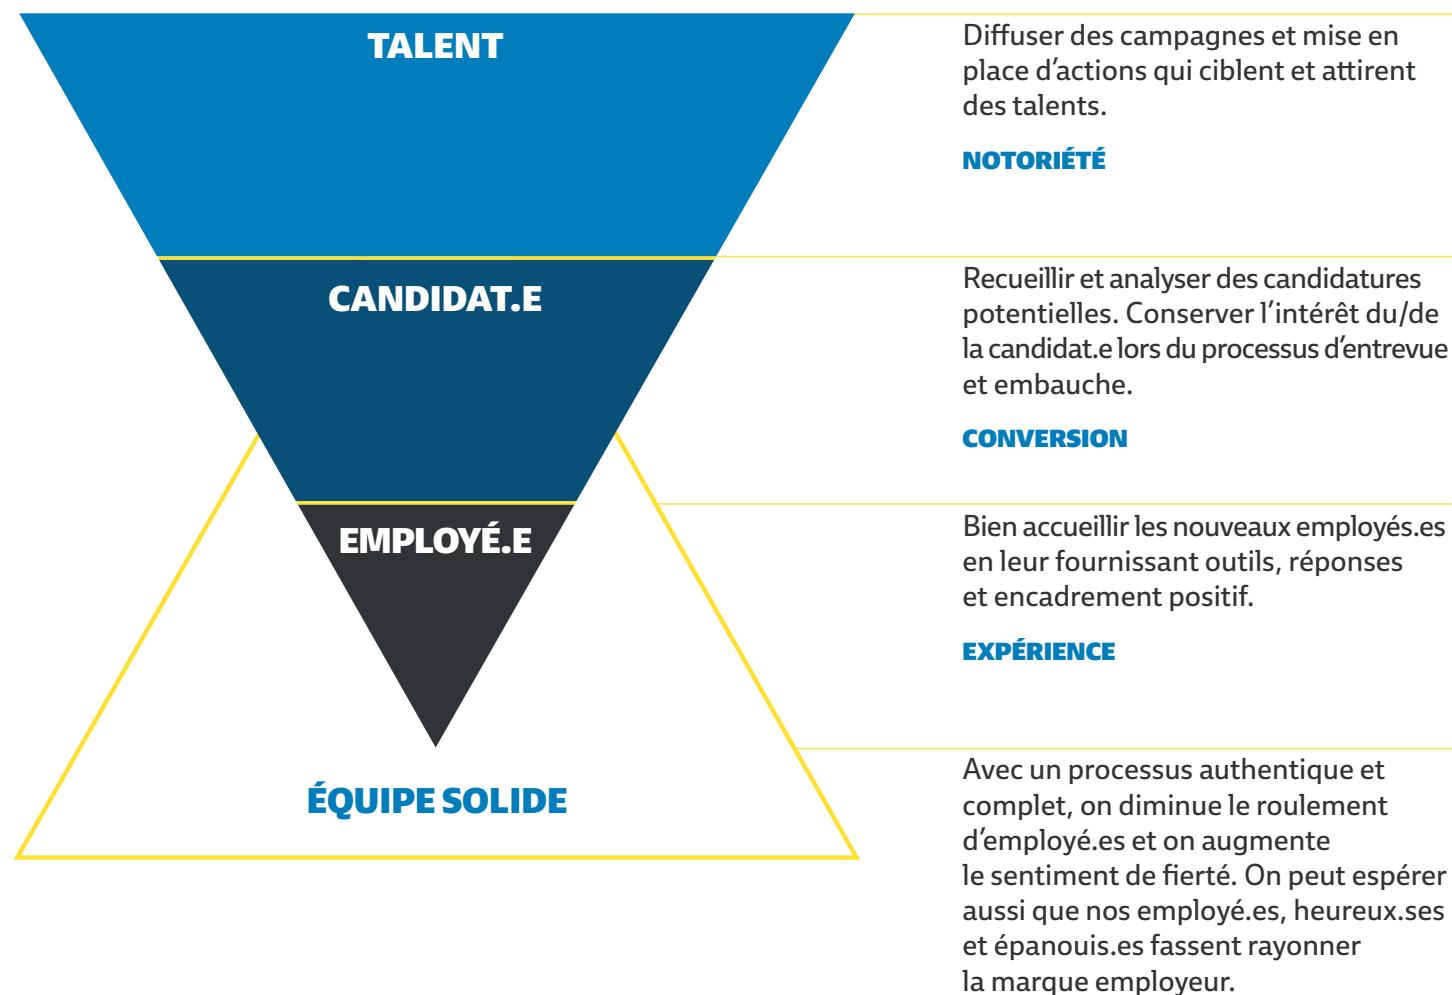 TALENT
Diffuser des campagnes et mise en
place d’actions qui ciblent et attirent
des talents.
NOTORIÉTÉ
CANDIDAT.E
Recueillir et analyser des candidatures
potentielles. Conserver l’intérêt du/de
la candidat.e lors du processus d’entrevue
et embauche.
CONVERSION
EMPLOYÉ.E
Bien accueillir les nouveaux employés.es
en leur fournissant outils, réponses
et encadrement positif.
EXPÉRIENCE
ÉQUIPE SOLIDE
Avec un processus authentique et
complet, on diminue le roulement
d’employé.es et on augmente
le sentiment de fierté. On peut espérer
aussi que nos employé.es, heureux.ses
et épanouis.es fassent rayonner
la marque employeur.